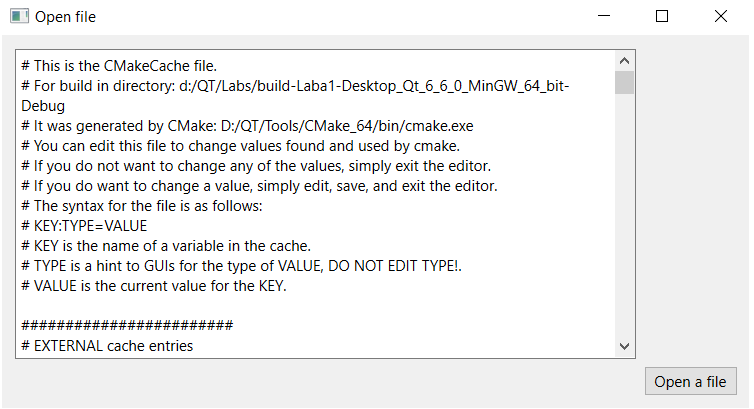 Open file
# This is the CMakeCache file.
# For build in directory: d:/QT/Labs/build-Laba1-Desktop_Qt_6_6_0_MinGW_64_bit-
Debug
# It was generated by CMake: D:/QT/Tools/CMake_64/bin/cmake.exe
# You can edit this file to change values found and used by cmake.
# If you do not want to change any of the values, simply exit the editor.
# If you do want to change a value, simply edit, save, and exit the editor.
# The syntax for the file is as follows:
# KEY:TYPE=VALUE
# KEY is the name of a variable in the cache.
# TYPE is a hint to GUIs for the type of VALUE, DO NOT EDIT TYPE!.
# VALUE is the current value for the KEY.
########################
# EXTERNAL cache entries
Open a file